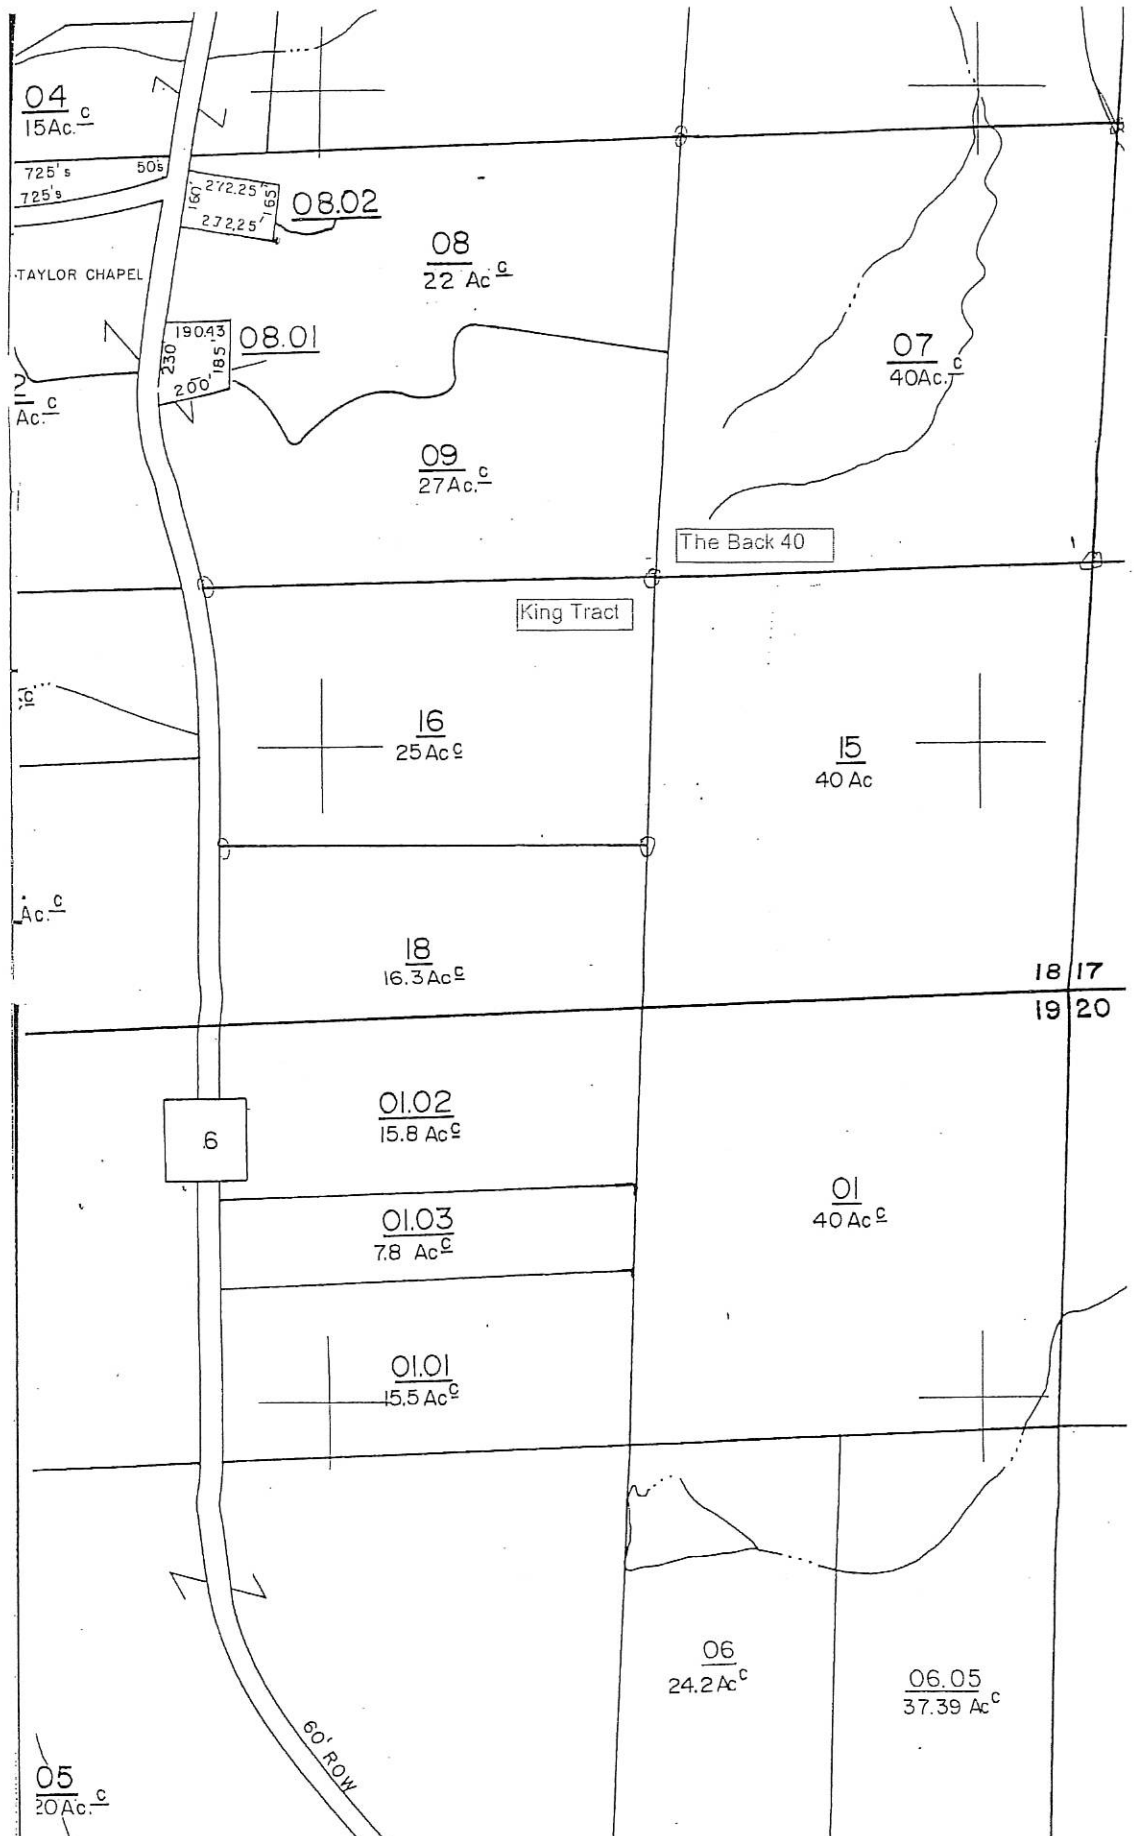 04
15Ac. c
725's 50's
725's
272.25'
160' 165'
272.25'
08.02
08
22 Ac. c
TAYLOR CHAPEL
190.43
230' 185'
200'
08.01
07
40Ac. c
Ac. c
09
27Ac. c
The Back 40
King Tract
c
16
25 Ac c
15
40 Ac
Ac. c
18
16.3 Ac c
18 17
19 20
01.02
15.8 Ac c
6
01.03
7.8 Ac c
01
40 Ac c
01.01
15.5 Ac c
06
24.2 Ac c
06.05
37.39 Ac c
60' ROW
05
20 Ac. c